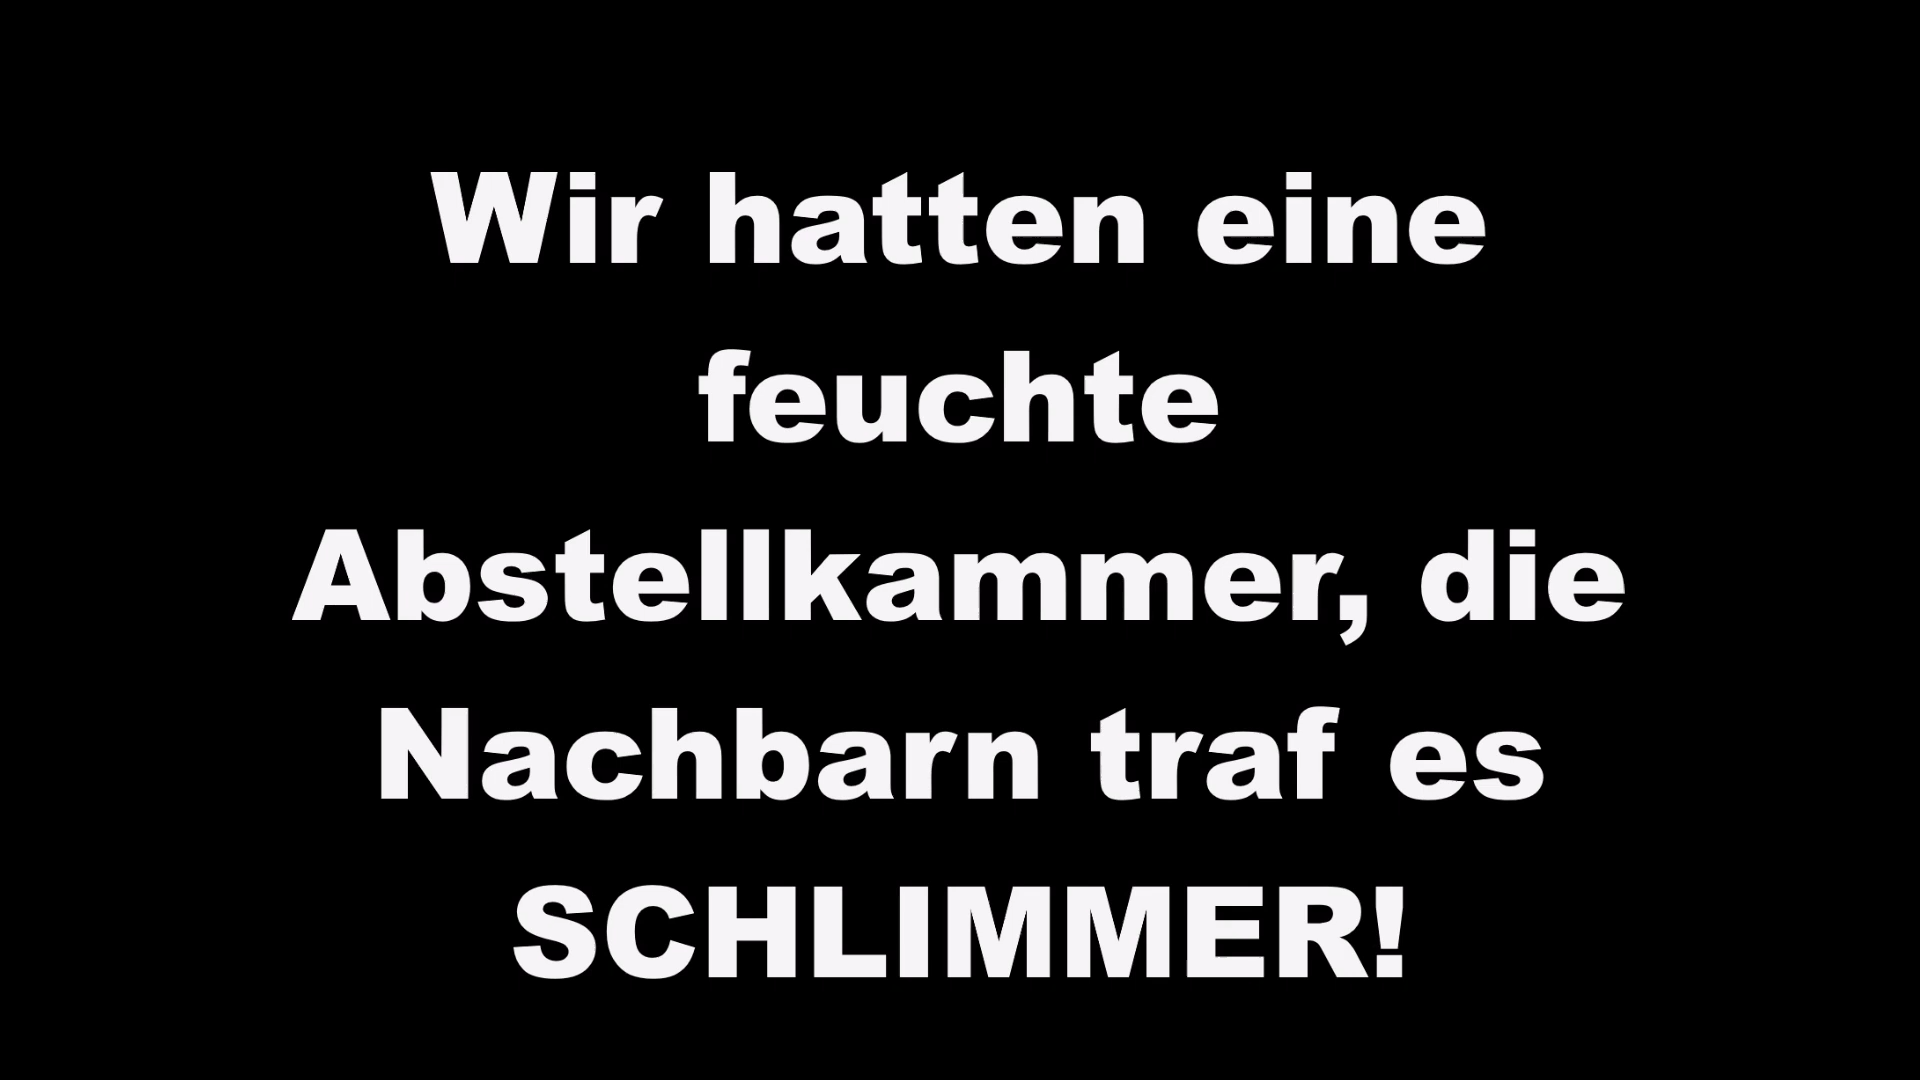 Wir hatten eine
feuchte
Abstellkammer, die
Nachbarn traf es
SCHLIMMER!